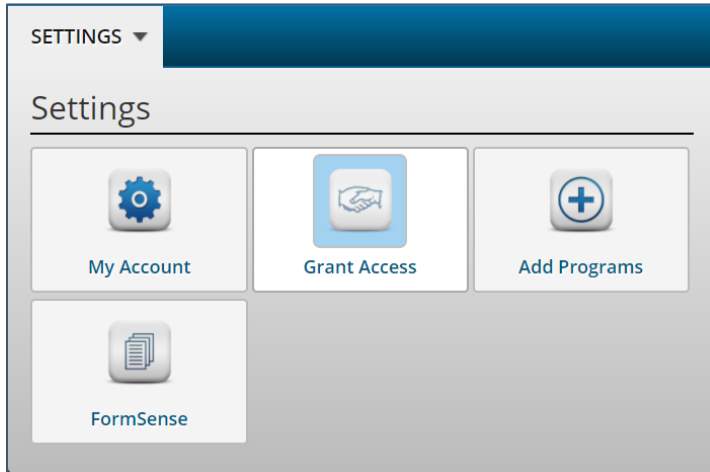 SETTINGS
Settings
My Account
Grant Access
Add Programs
FormSense